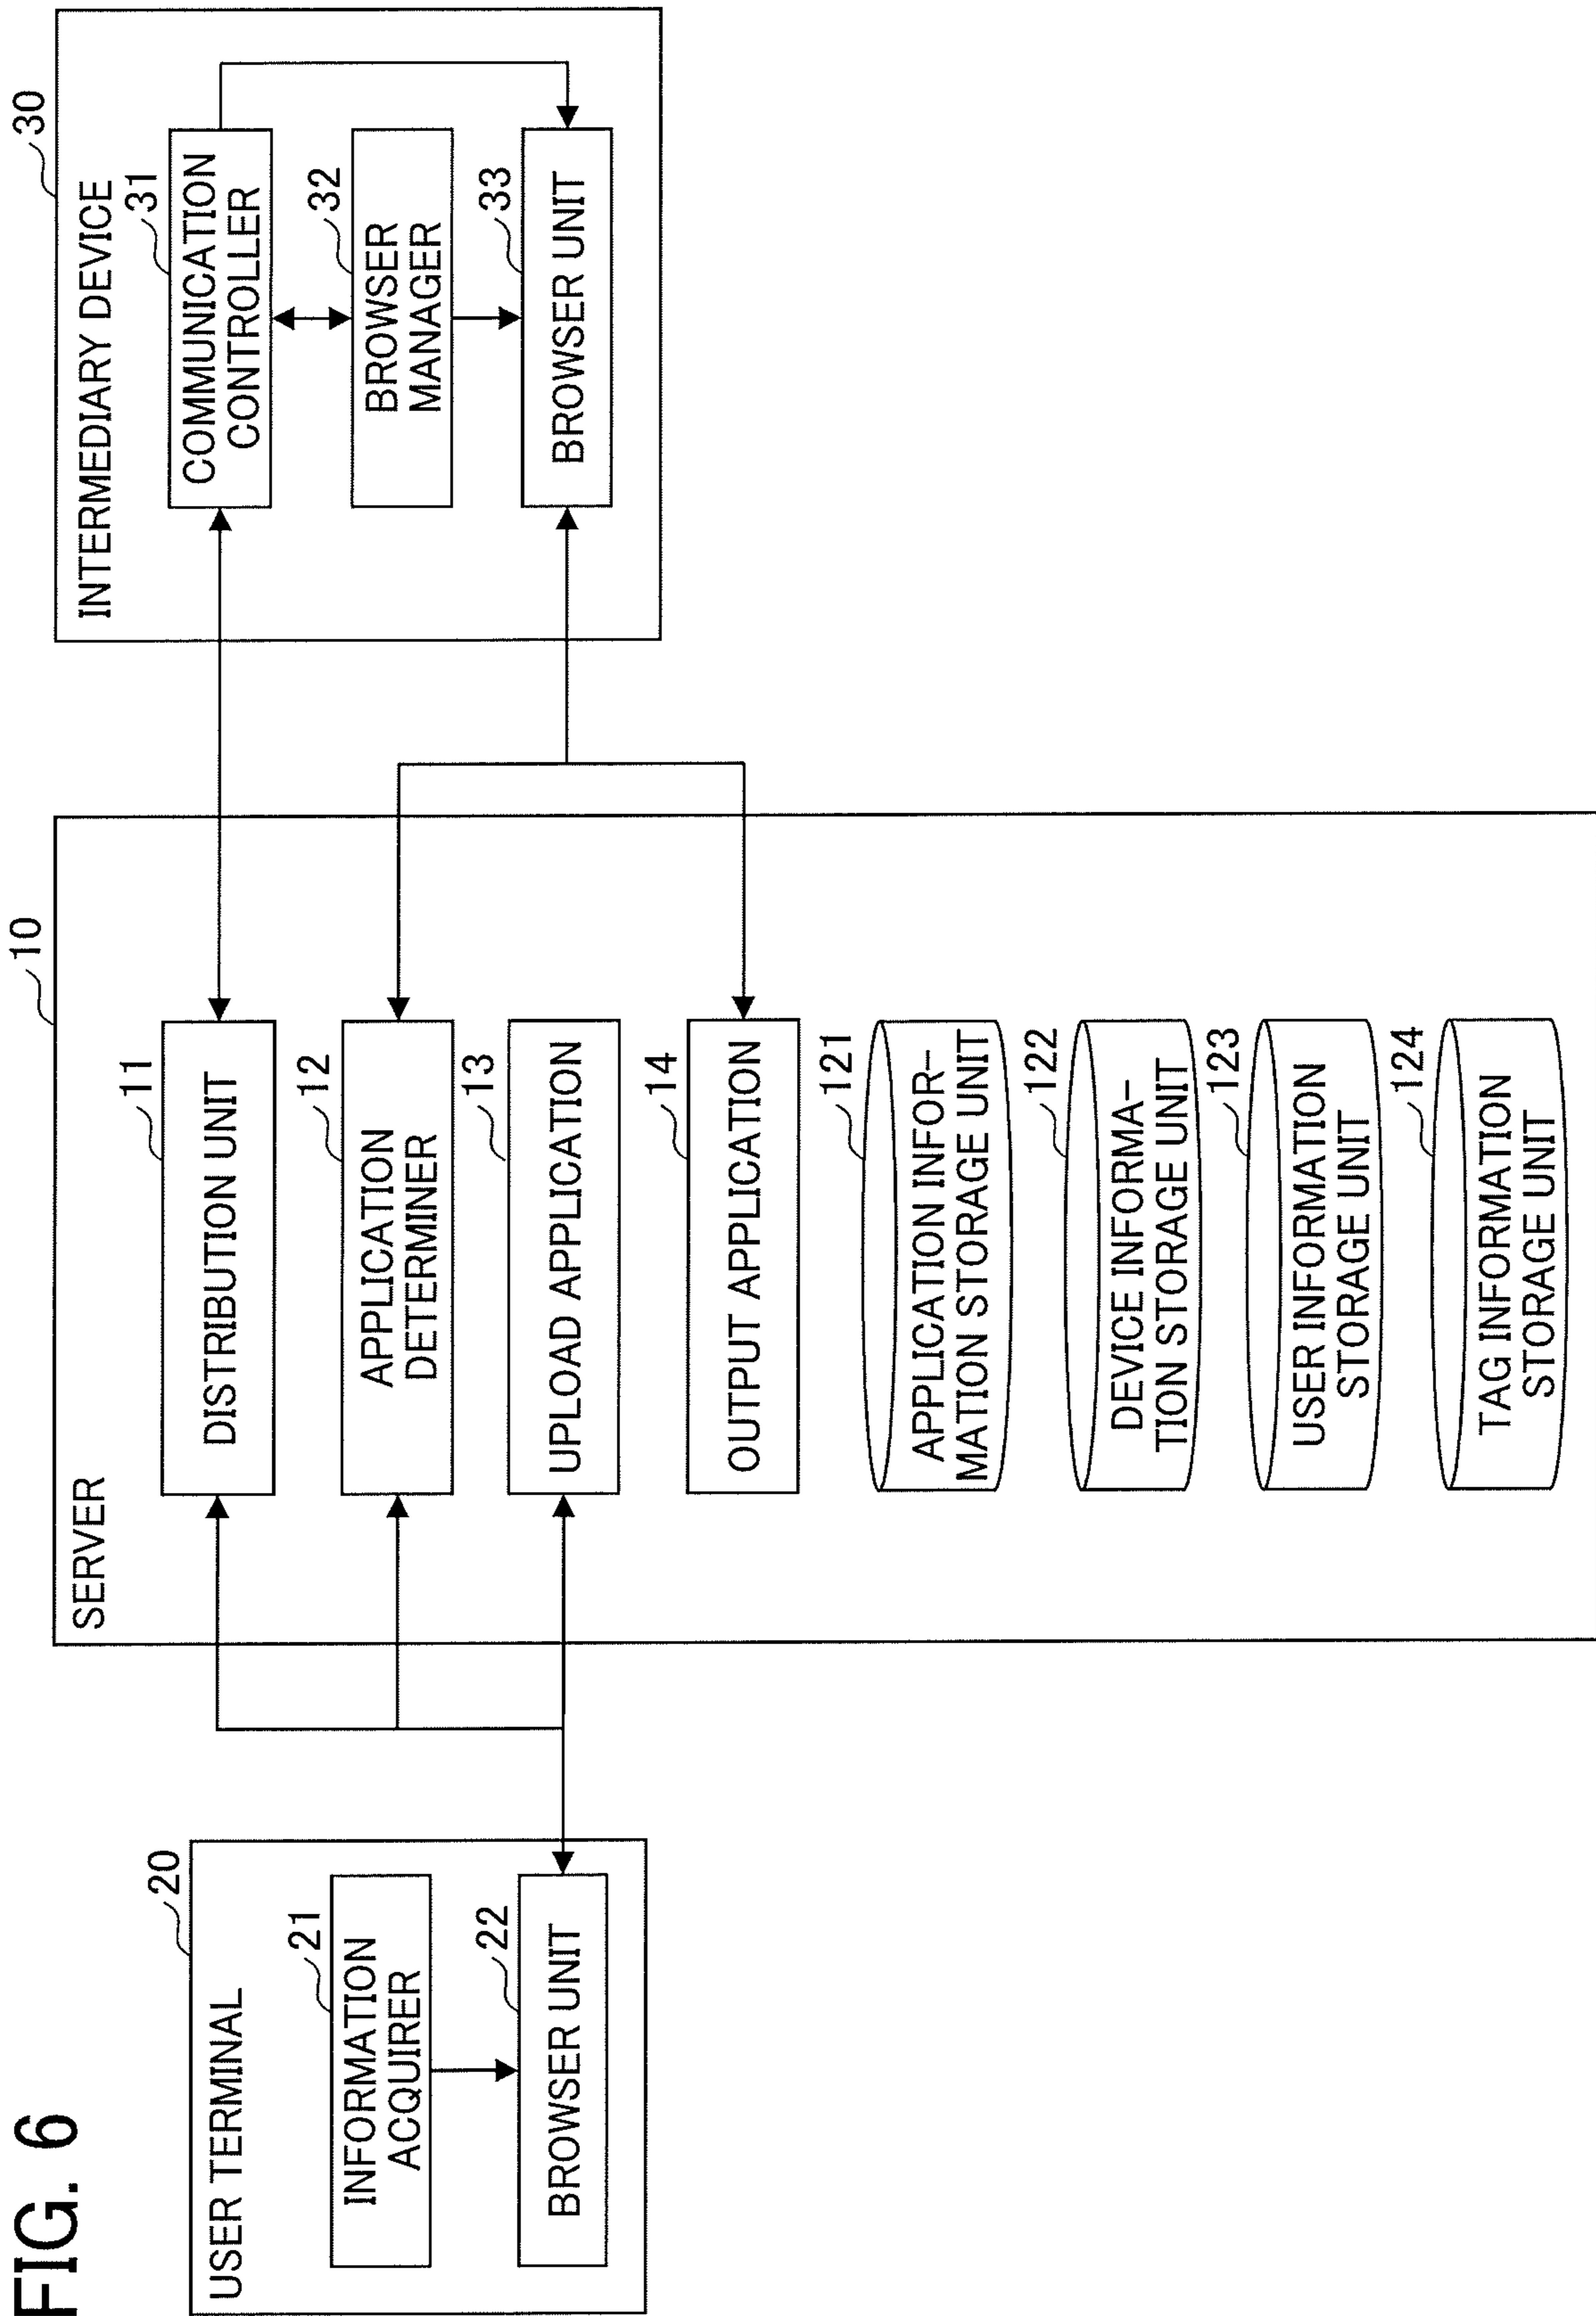 FIG. 6
USER TERMINAL
20
INFORMATION
ACQUIRER
21
BROWSER UNIT
22
SERVER
10
DISTRIBUTION UNIT
11
APPLICATION
DETERMINER
12
UPLOAD APPLICATION
13
OUTPUT APPLICATION
14
APPLICATION INFOR-
MATION STORAGE UNIT
121
DEVICE INFORMA-
TION STORAGE UNIT
122
USER INFORMATION
STORAGE UNIT
123
TAG INFORMATION
STORAGE UNIT
124
INTERMEDIARY DEVICE
30
COMMUNICATION
CONTROLLER
31
BROWSER
MANAGER
32
BROWSER UNIT
33